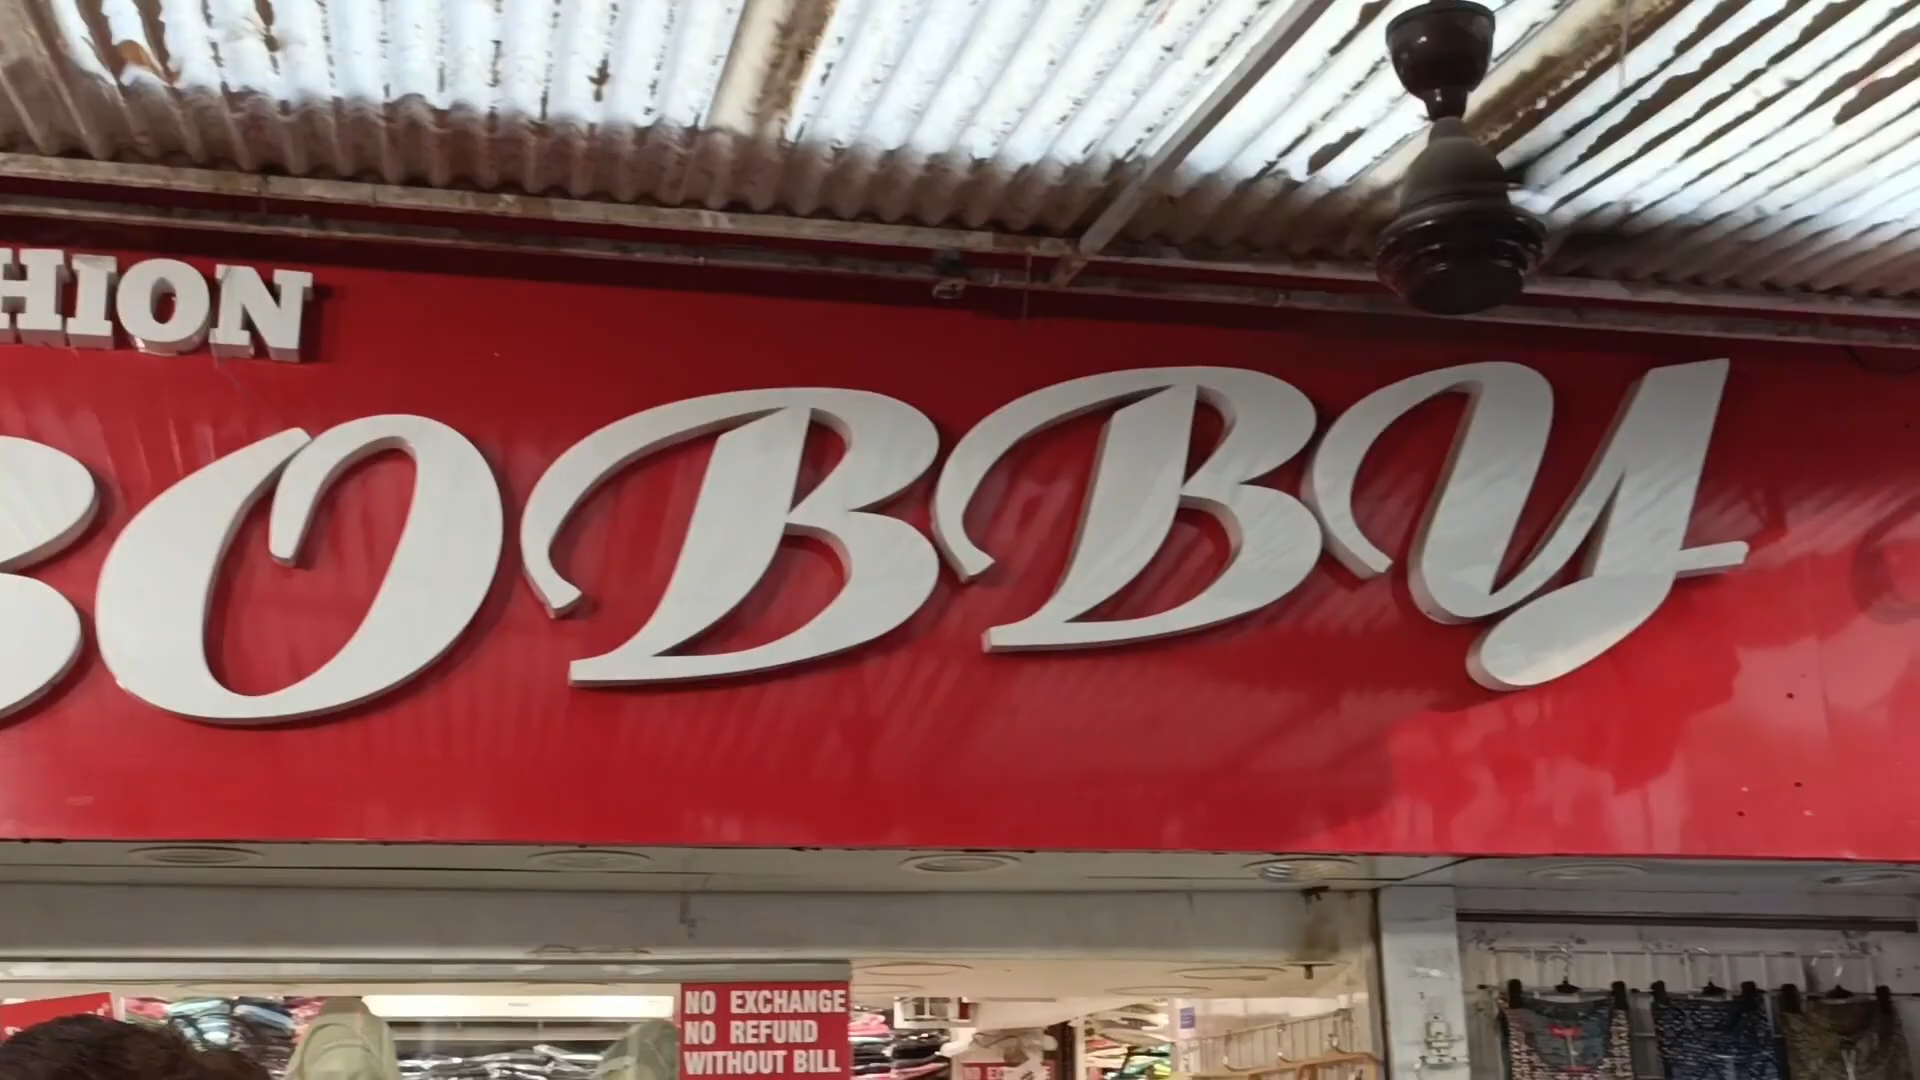 HION
BOBBY
NO EXCHANGE
NO REFUND
WITHOUT BILL